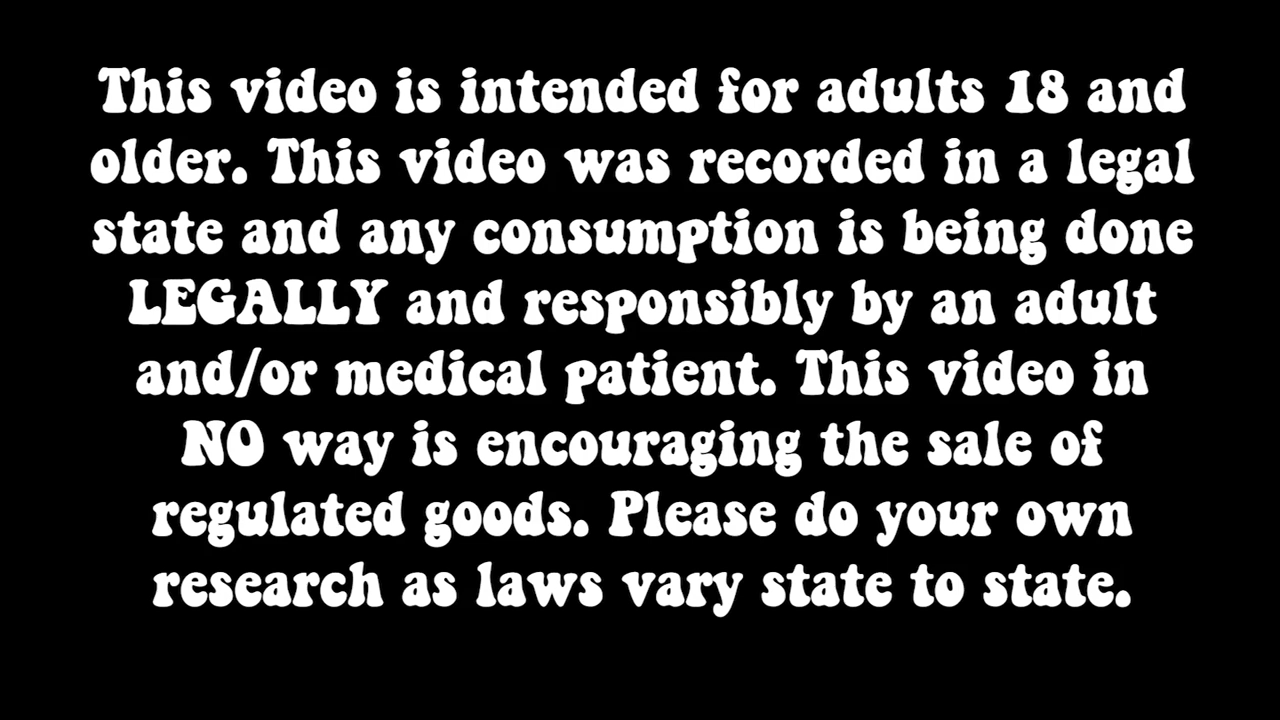 This video is intended for adults 18 and
older. This video was recorded in a legal
state and any consumption is being done
LEGALLY and responsibly by an adult
and/or medical patient. This video in
NO way is encouraging the sale of
regulated goods. Please do your own
research as laws vary state to state.